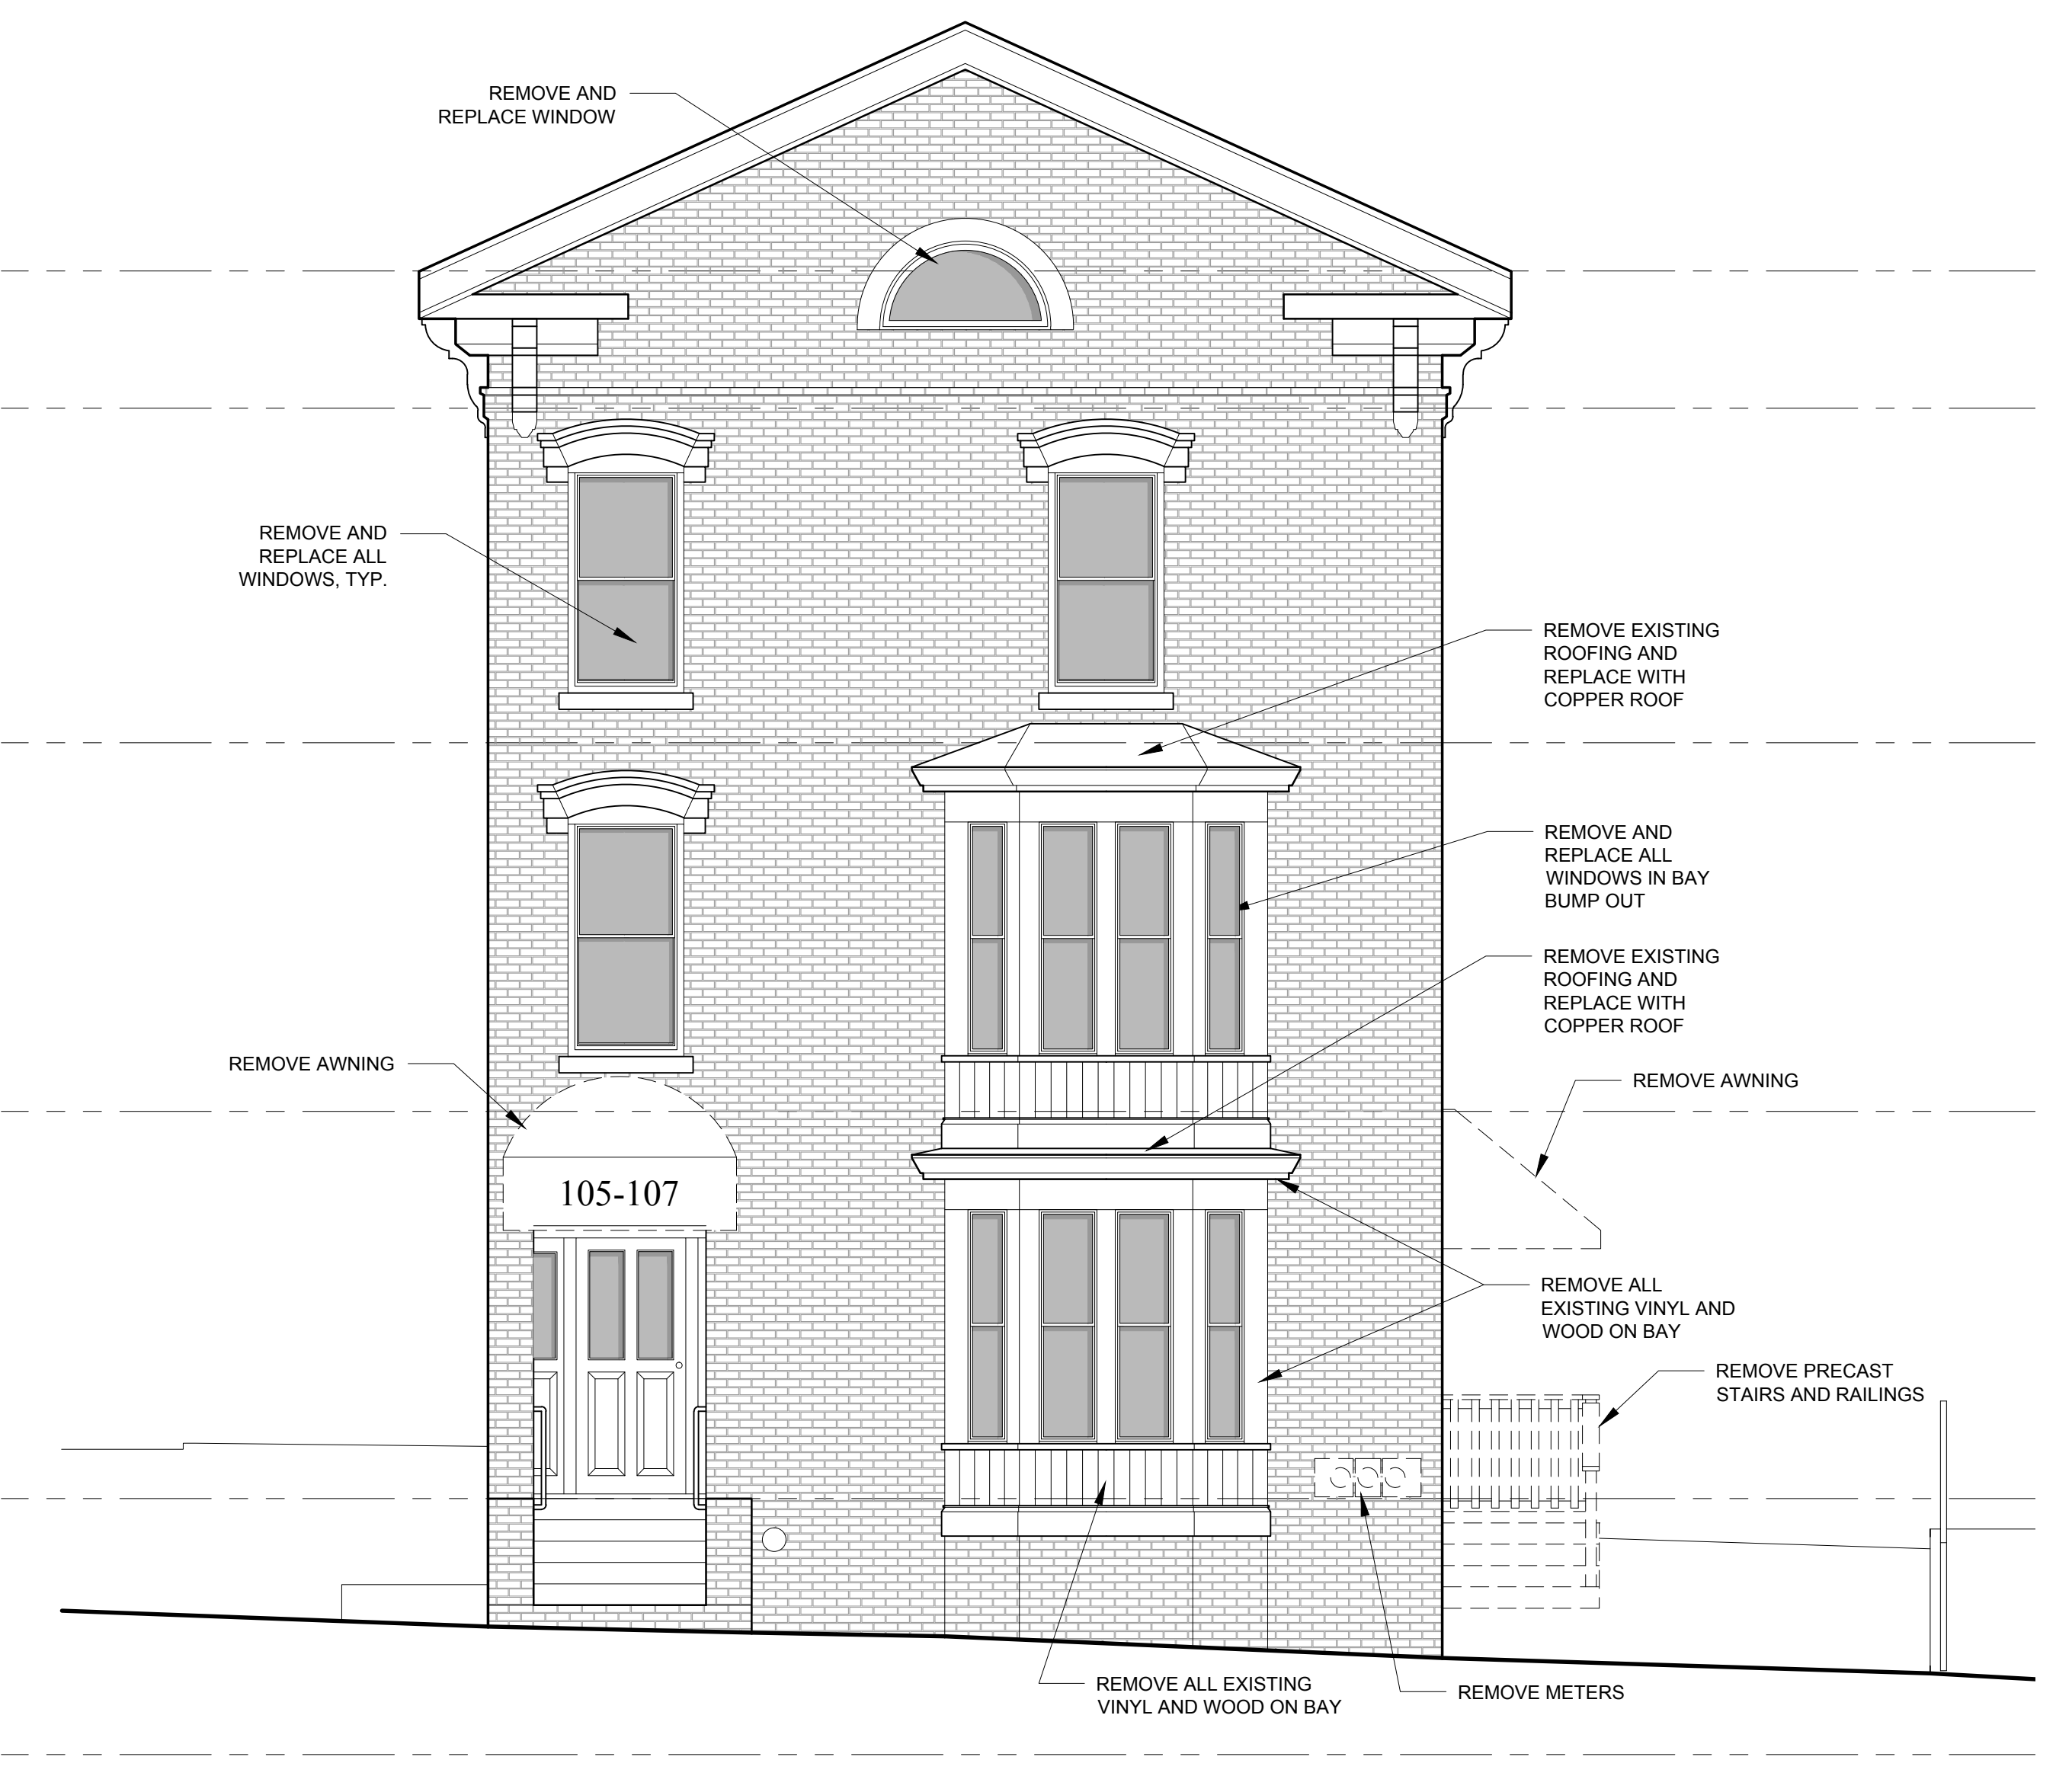 REMOVE AND
REPLACE WINDOW
REMOVE AND
REPLACE ALL
WINDOWS, TYP.
REMOVE EXISTING
ROOFING AND
REPLACE WITH
COPPER ROOF
REMOVE AND
REPLACE ALL
WINDOWS IN BAY
BUMP OUT
REMOVE EXISTING
ROOFING AND
REPLACE WITH
COPPER ROOF
REMOVE AWNING
REMOVE AWNING
105-107
REMOVE ALL
EXISTING VINYL AND
WOOD ON BAY
REMOVE PRECAST
STAIRS AND RAILINGS
REMOVE ALL EXISTING
VINYL AND WOOD ON BAY
REMOVE METERS